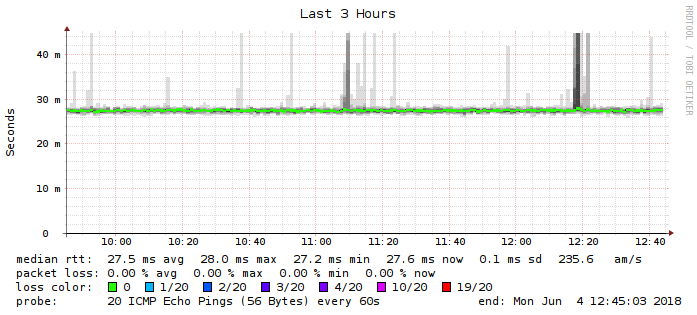 Last 3 Hours
RRDTOOL / TOBI OETIKER
Seconds
40 m
30 m
20 m
10 m
0
10:00 10:20 10:40 11:00 11:20 11:40 12:00 12:20 12:40
median rtt: 27.5 ms avg 28.0 ms max 27.2 ms min 27.6 ms now 0.1 ms sd 235.6 am/s
packet loss: 0.00 % avg 0.00 % max 0.00 % min 0.00 % now
loss color: 0 1/20 2/20 3/20 4/20 10/20 19/20
probe: 20 ICMP Echo Pings (56 Bytes) every 60s end: Mon Jun 4 12:45:03 2018